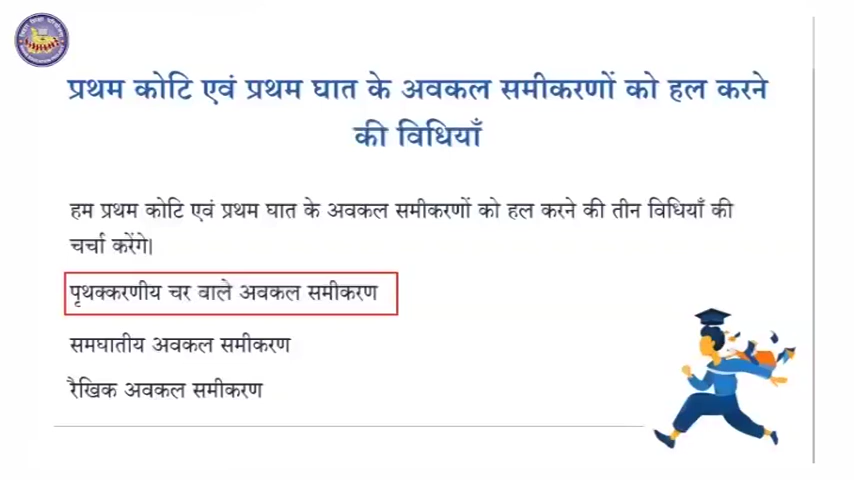 प्रथम कोटि एवं प्रथम घात के अवकल समीकरणों को हल करने
की विधियाँ
हम प्रथम कोटि एवं प्रथम घात के अवकल समीकरणों को हल करने की तीन विधियाँ की
चर्चा करेंगे।
पृथक्करणीय चर वाले अवकल समीकरण
समघातीय अवकल समीकरण
रैखिक अवकल समीकरण